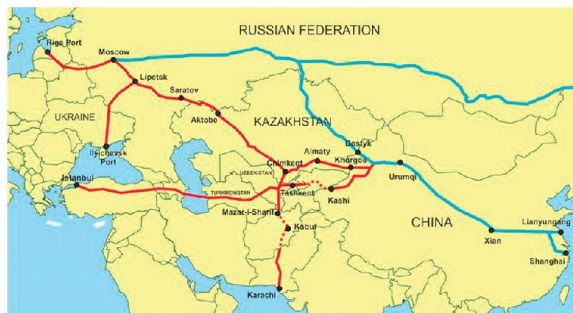 RUSSIAN FEDERATION
Riga Port
Moscow
Lipetsk
Saratov
UKRAINE
Aktobe
KAZAKHSTAN
Ilyichevsk
Port
Dostyk
Almaty
Khorgos
Chimkent
Urumqi
Istanbul
UZBEKISTAN
TURKMENISTAN
Tashkent
Kashi
Mazar-i-Sharif
CHINA
Kabul
Lianyungang
Xian
Shanghai
Karachi